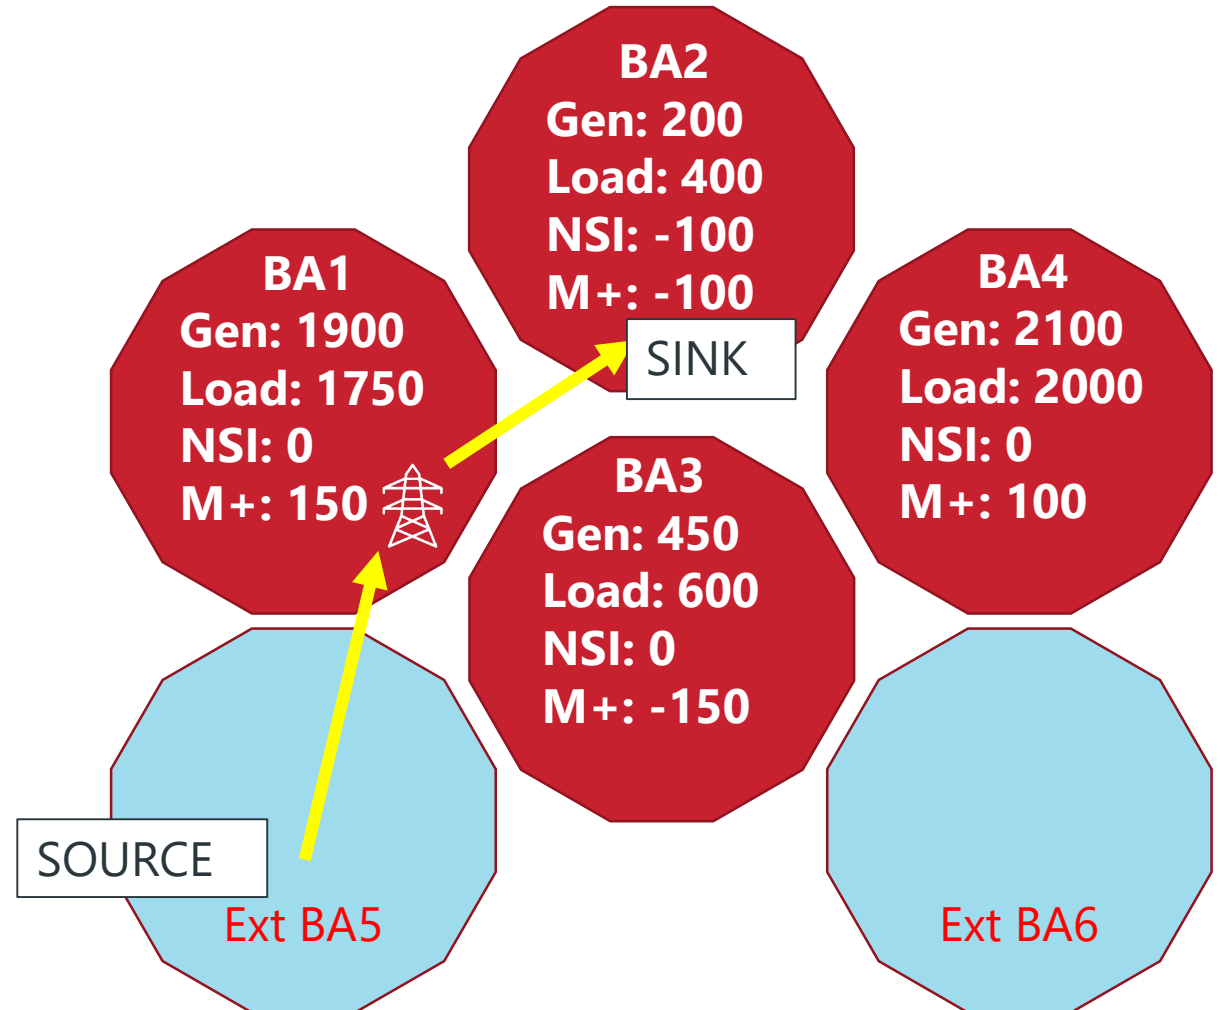 BA2
Gen: 200
Load: 400
NSI: -100
M+: -100
SINK
BA1
Gen: 1900
Load: 1750
NSI: 0
M+: 150
BA4
Gen: 2100
Load: 2000
NSI: 0
M+: 100
BA3
Gen: 450
Load: 600
NSI: 0
M+: -150
SOURCE
Ext BA5
Ext BA6